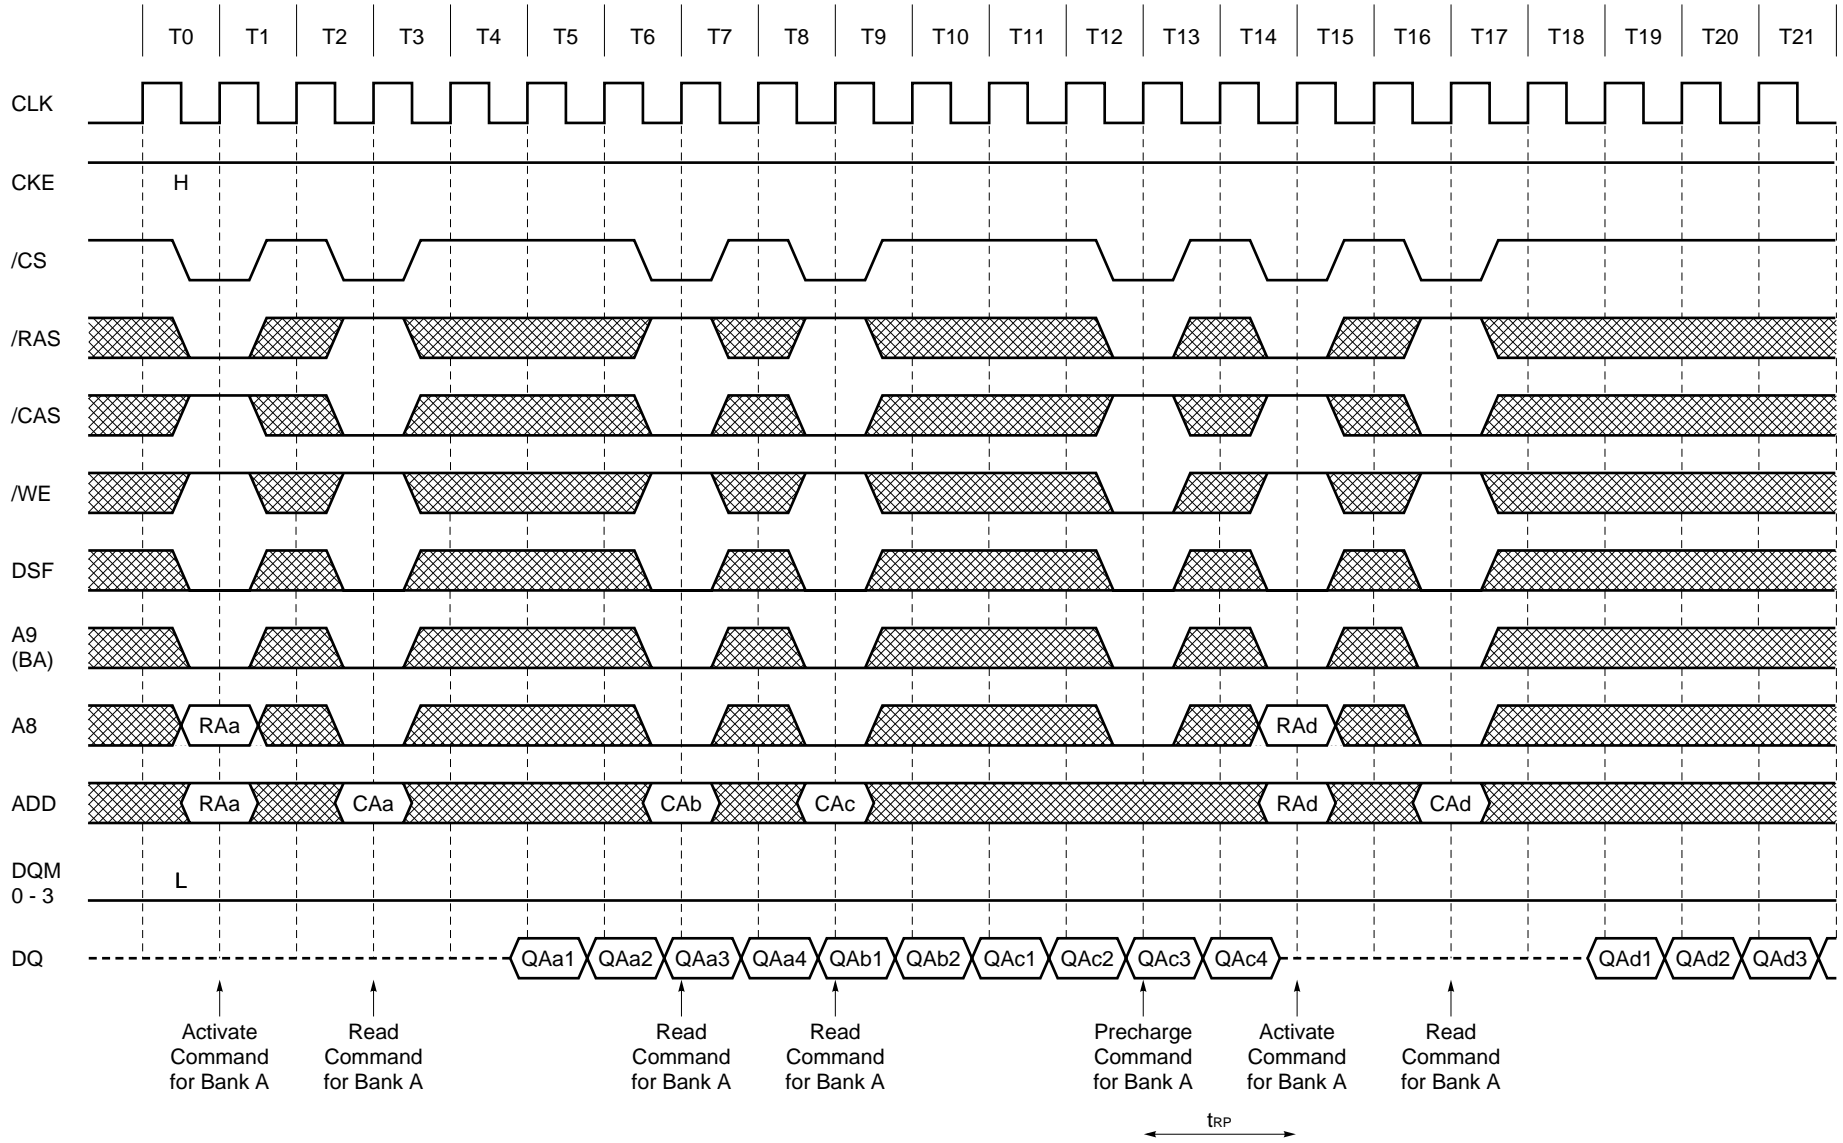 T0 T1 T2 T3 T4 T5 T6 T7 T8 T9 T10 T11 T12 T13 T14 T15 T16 T17 T18 T19 T20 T21
CLK
CKE H
/CS
/RAS
/CAS
/WE
DSF
A9
(BA)
A8 RAa RAd
ADD RAa CAa CAb CAc RAd CAd
DQM
0 - 3 L
DQ QAa1 QAa2 QAa3 QAa4 QAb1 QAb2 QAc1 QAc2 QAc3 QAc4 QAd1 QAd2 QAd3
Activate Read Read Read Precharge Activate Read
Command Command Command Command Command Command Command
for Bank A for Bank A for Bank A for Bank A for Bank A for Bank A for Bank A
tRP